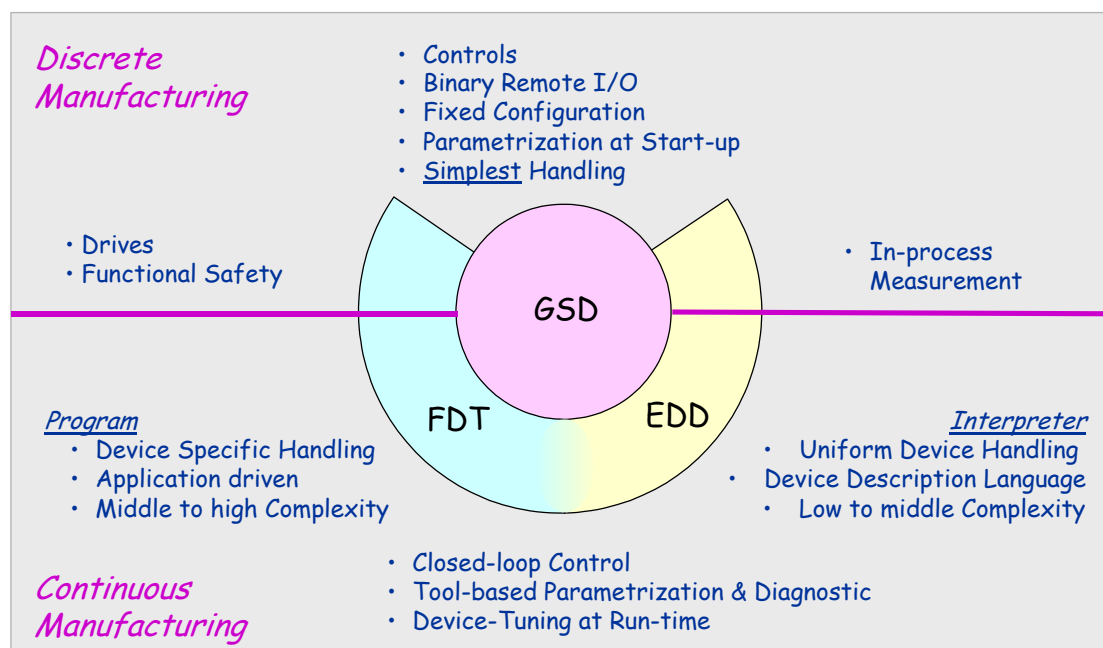 Discrete
Manufacturing
• Controls
• Binary Remote I/O
• Fixed Configuration
• Parametrization at Start-up
• Simplest Handling
• Drives
• Functional Safety
• In-process
Measurement
GSD
FDT
EDD
Program
• Device Specific Handling
• Application driven
• Middle to high Complexity
Interpreter
• Uniform Device Handling
• Device Description Language
• Low to middle Complexity
Continuous
Manufacturing
• Closed-loop Control
• Tool-based Parametrization & Diagnostic
• Device-Tuning at Run-time